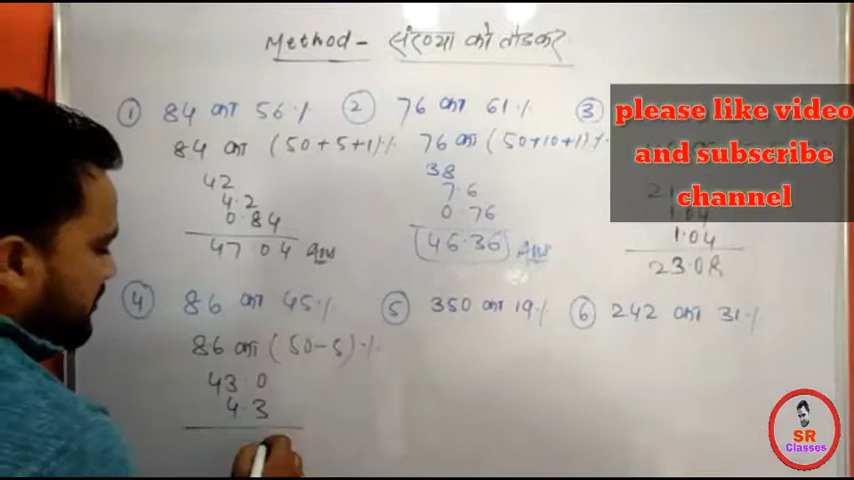 Method - संख्या को तोडकर
① 84 का 56% ② 76 का 61% ③
84 का (50+5+1)% 76 का (50+10+1)%
42 38
4.2 7.6
0.84 0.76 1.04
47 04 Ans 46.36 Ans 23.08
please like video
and subscribe
channel
④ 86 का 45% ⑤ 350 का 19% ⑥ 242 का 31%
86 का (50-5)%
43 0
4.3
SR
Classes